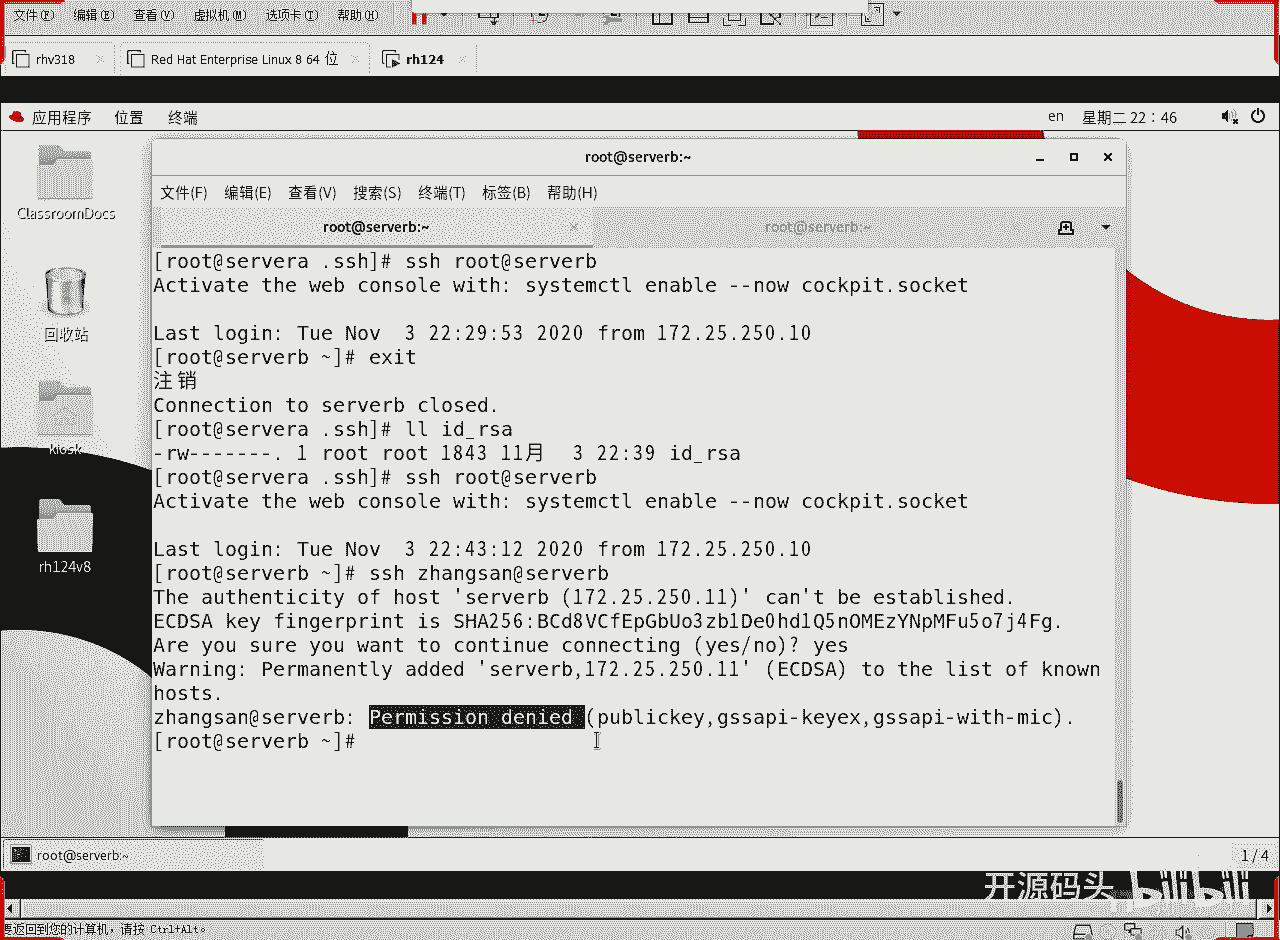 文件(F) 编辑(E) 查看(V) 虚拟机(M) 选项卡(T) 帮助(H)
rhv318 Red Hat Enterprise Linux 8 64 位 rh124
应用程序 位置 终端 en 星期二 22：46
ClassroomDocs
回收站
kiosk
rh124v8
root@serverb:~
文件(F) 编辑(E) 查看(V) 搜索(S) 终端(T) 标签(B) 帮助(H)
root@serverb:~ root@serverb:~
[root@servera .ssh]# ssh root@serverb
Activate the web console with: systemctl enable --now cockpit.socket
Last login: Tue Nov  3 22:29:53 2020 from 172.25.250.10
[root@serverb ~]# exit
注销
Connection to serverb closed.
[root@servera .ssh]# ll id_rsa
-rw-------. 1 root root 1843 11月  3 22:39 id_rsa
[root@servera .ssh]# ssh root@serverb
Activate the web console with: systemctl enable --now cockpit.socket
Last login: Tue Nov  3 22:43:12 2020 from 172.25.250.10
[root@serverb ~]# ssh zhangsan@serverb
The authenticity of host 'serverb (172.25.250.11)' can't be established.
ECDSA key fingerprint is SHA256:BCd8VCfEpGbUo3zb1De0hd1Q5nOMEzYNpMFu5o7j4Fg.
Are you sure you want to continue connecting (yes/no)? yes
Warning: Permanently added 'serverb,172.25.250.11' (ECDSA) to the list of known
hosts.
zhangsan@serverb: Permission denied (publickey,gssapi-keyex,gssapi-with-mic).
[root@serverb ~]#
root@serverb:~ 1/4
开源码头 bilibili
要返回到您的计算机，请按 Ctrl+Alt。